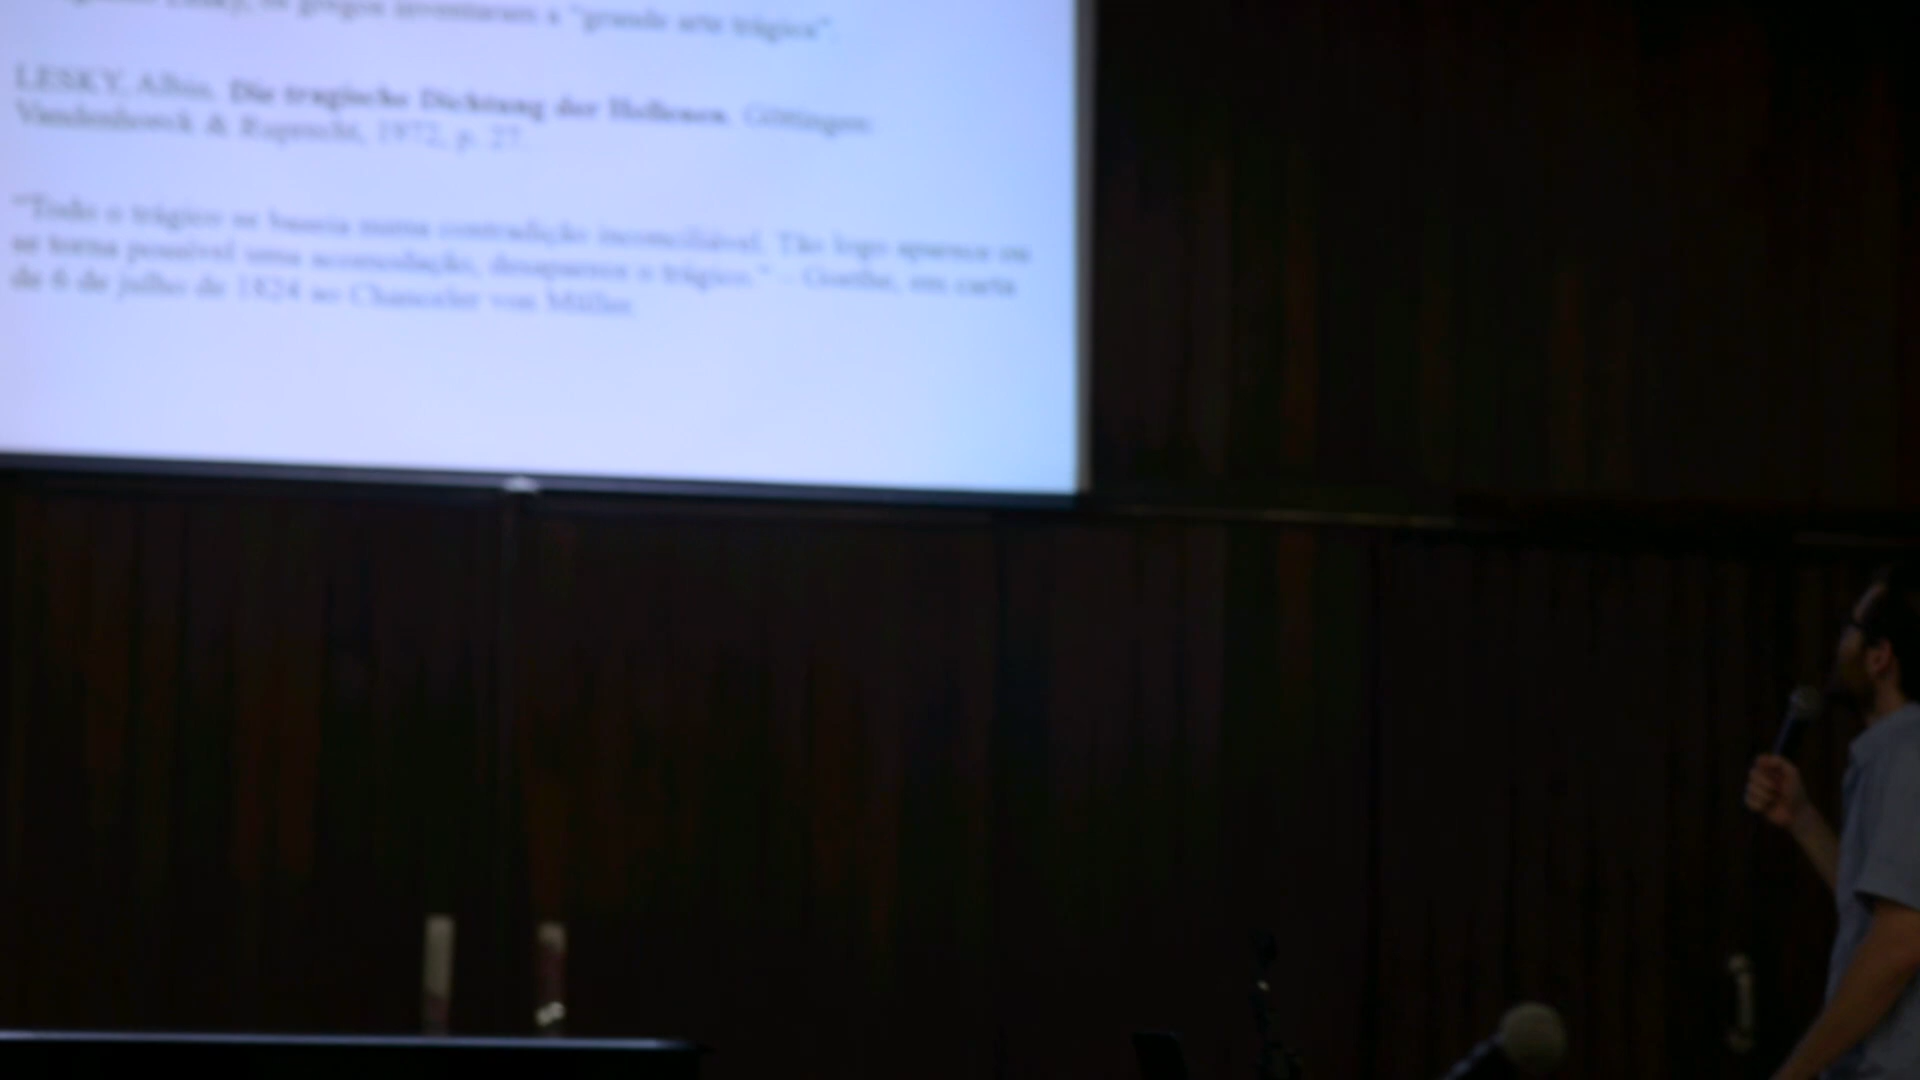 Lesky, os gregos inventaram a "grande arte trágica".
LESKY, Albin. Die tragische Dichtung der Hellenen. Göttingen:
Vandenhoeck & Ruprecht, 1972, p. 27.
"Todo o trágico se baseia numa contradição inconciliável. Tão logo aparece ou
se torna possível uma acomodação, desaparece o trágico." – Goethe, em carta
de 6 de julho de 1824 ao Chanceler von Müller.